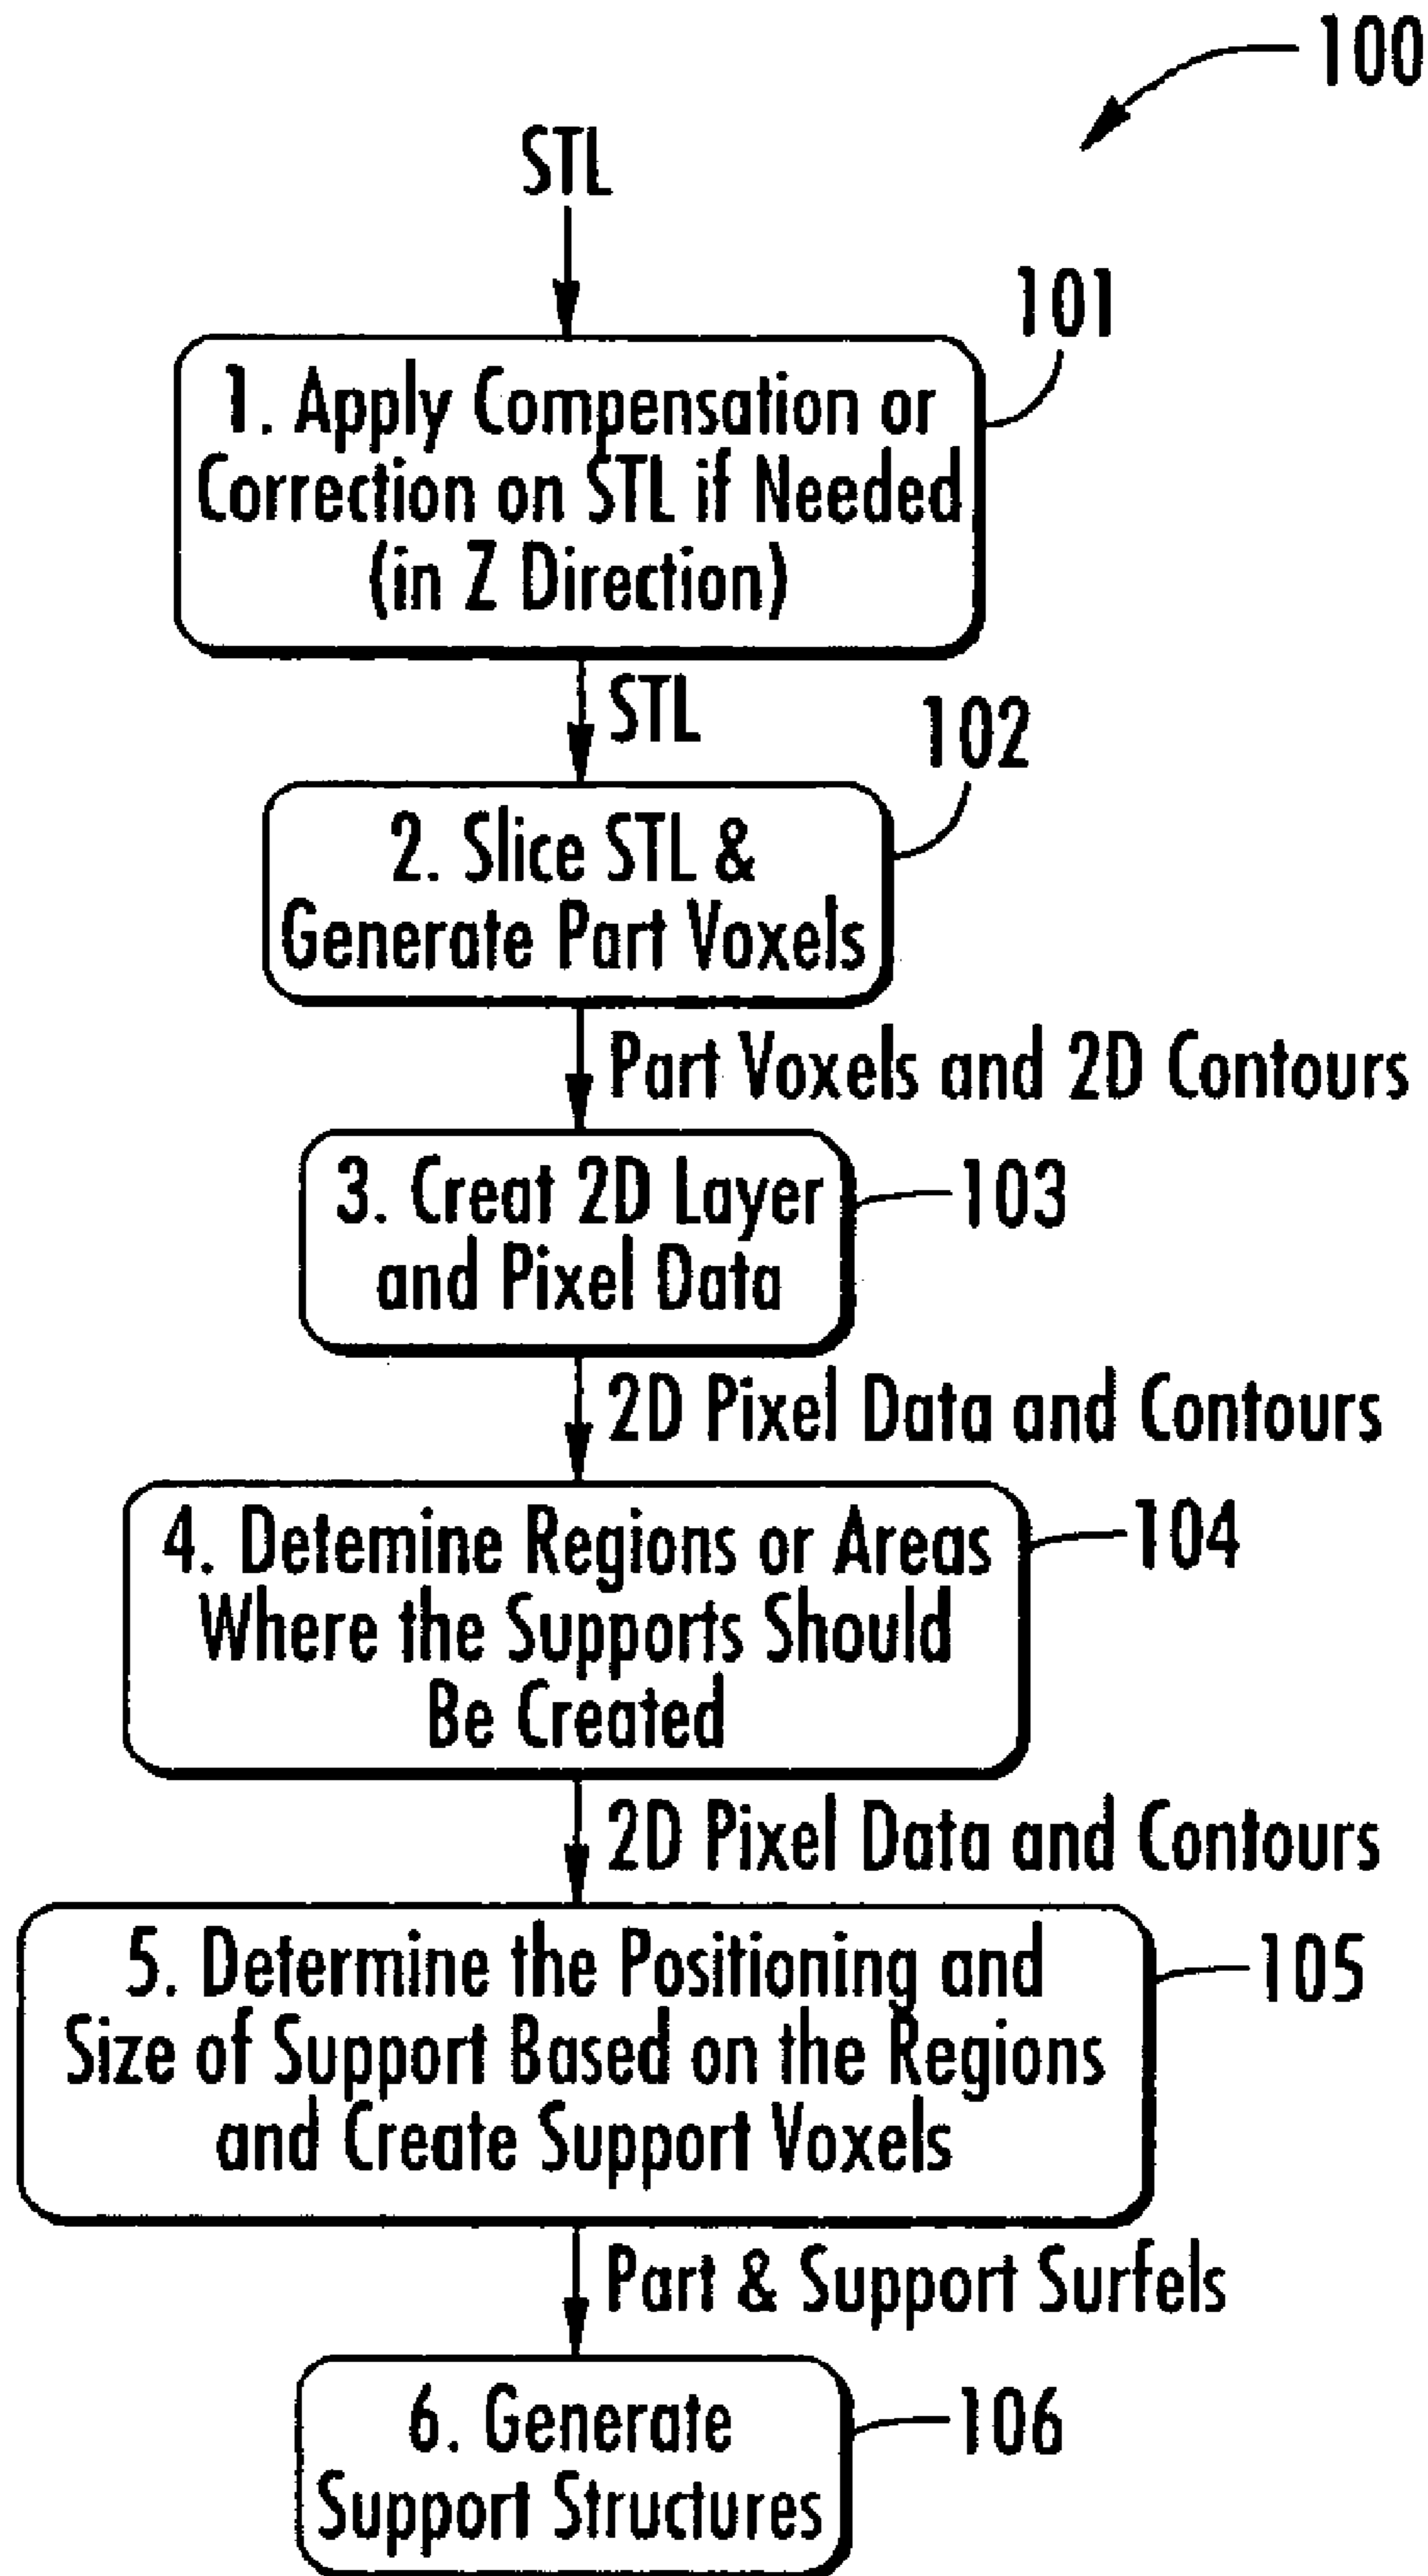 100
STL
101
1. Apply Compensation or
Correction on STL if Needed
(in Z Direction)
STL
102
2. Slice STL &
Generate Part Voxels
Part Voxels and 2D Contours
3. Creat 2D Layer
and Pixel Data
103
2D Pixel Data and Contours
4. Detemine Regions or Areas
Where the Supports Should
Be Created
104
2D Pixel Data and Contours
5. Determine the Positioning and
Size of Support Based on the Regions
and Create Support Voxels
105
Part & Support Surfels
6. Generate
Support Structures
106